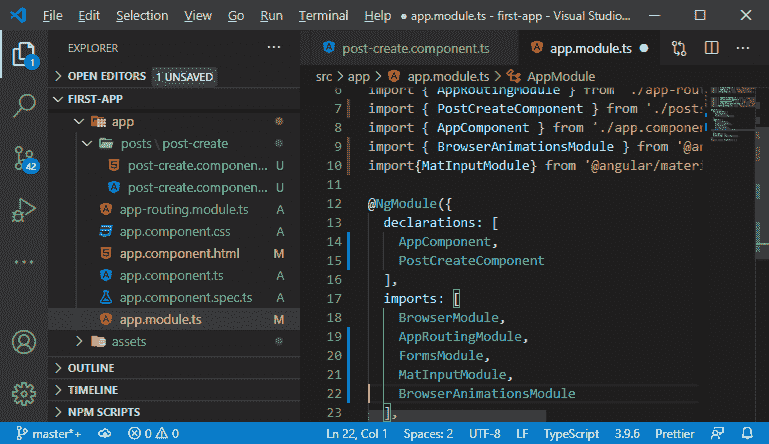 File Edit Selection View Go Run Terminal Help ● app.module.ts - first-app - Visual Studio...
EXPLORER ...
post-create.component.ts
app.module.ts ●
OPEN EDITORS 1 UNSAVED
src > app > app.module.ts > AppModule
FIRST-APP
app
posts \ post-create
post-create.componen... U
post-create.componen... U
app-routing.module.ts A
app.component.css A
app.component.html M
app.component.ts A
app.component.spec.ts A
app.module.ts M
assets
OUTLINE
TIMELINE
NPM SCRIPTS
1
42
6 import { AppRoutingModule } from './app-rou
7 import { PostCreateComponent } from './post
8 import { AppComponent } from './app.compone
9 import { BrowserAnimationsModule } from '@a
10 import{MatInputModule} from '@angular/mater
11
12 @NgModule({
13 declarations: [
14 AppComponent,
15 PostCreateComponent
16 ],
17 imports: [
18 BrowserModule,
19 AppRoutingModule,
20 FormsModule,
21 MatInputModule,
22 BrowserAnimationsModule
23 ],
master*+ 0 0 Ln 22, Col 1 Spaces: 2 UTF-8 LF TypeScript 3.9.6 Prettier